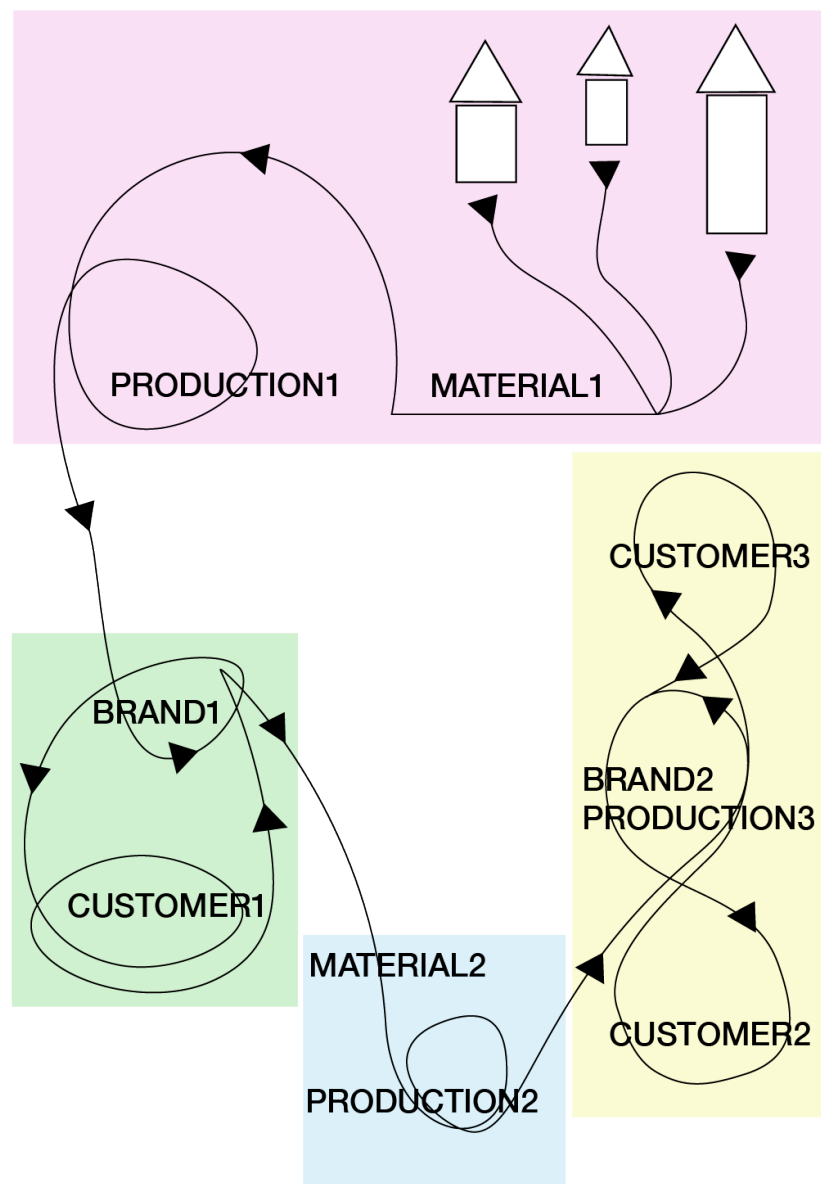 PRODUCTION1
MATERIAL1
CUSTOMER3
BRAND1
BRAND2
PRODUCTION3
CUSTOMER1
MATERIAL2
CUSTOMER2
PRODUCTION2